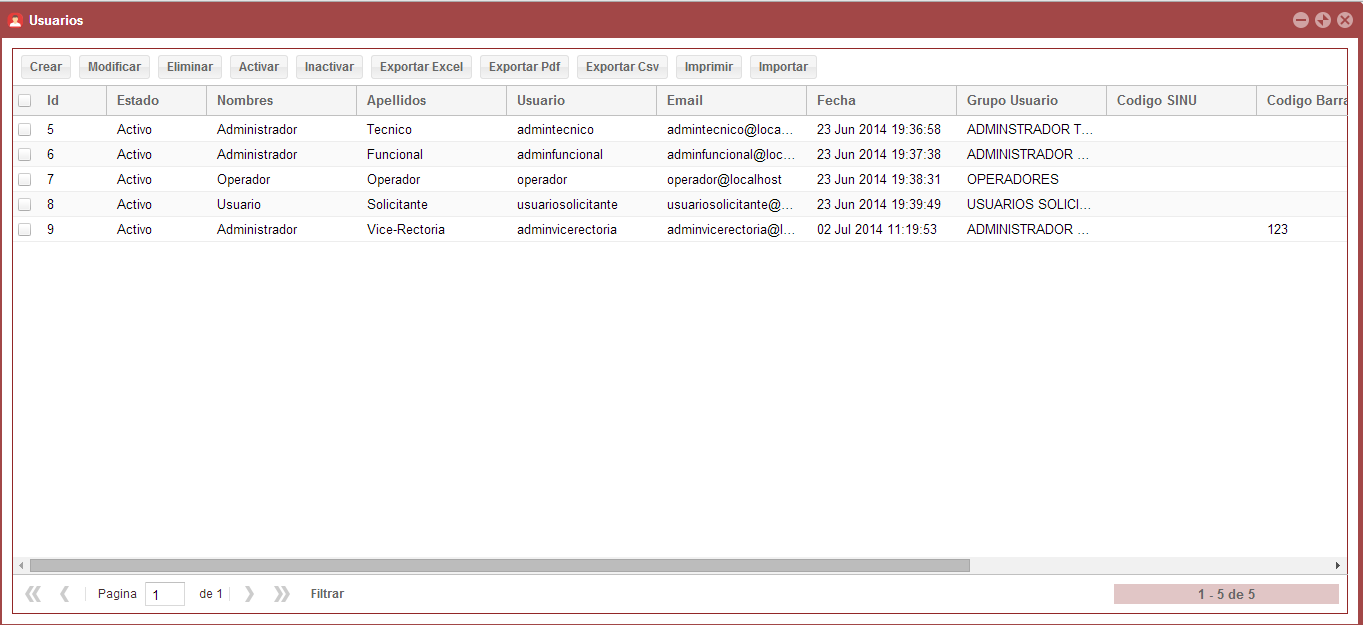 Usuarios
Crear Modificar Eliminar Activar Inactivar Exportar Excel Exportar Pdf Exportar Csv Imprimir Importar
Id Estado Nombres Apellidos Usuario Email Fecha Grupo Usuario Codigo SINU Codigo Barra
5 Activo Administrador Tecnico admintecnico admintecnico@loca... 23 Jun 2014 19:36:58 ADMINSTRADOR T...
6 Activo Administrador Funcional adminfuncional adminfuncional@loc... 23 Jun 2014 19:37:38 ADMINISTRADOR ...
7 Activo Operador Operador operador operador@localhost 23 Jun 2014 19:38:31 OPERADORES
8 Activo Usuario Solicitante usuariosolicitante usuariosolicitante@... 23 Jun 2014 19:39:49 USUARIOS SOLICI...
9 Activo Administrador Vice-Rectoria adminvicerectoria adminvicerectoria@l... 02 Jul 2014 11:19:53 ADMINISTRADOR ... 123
Pagina 1 de 1 Filtrar 1 - 5 de 5